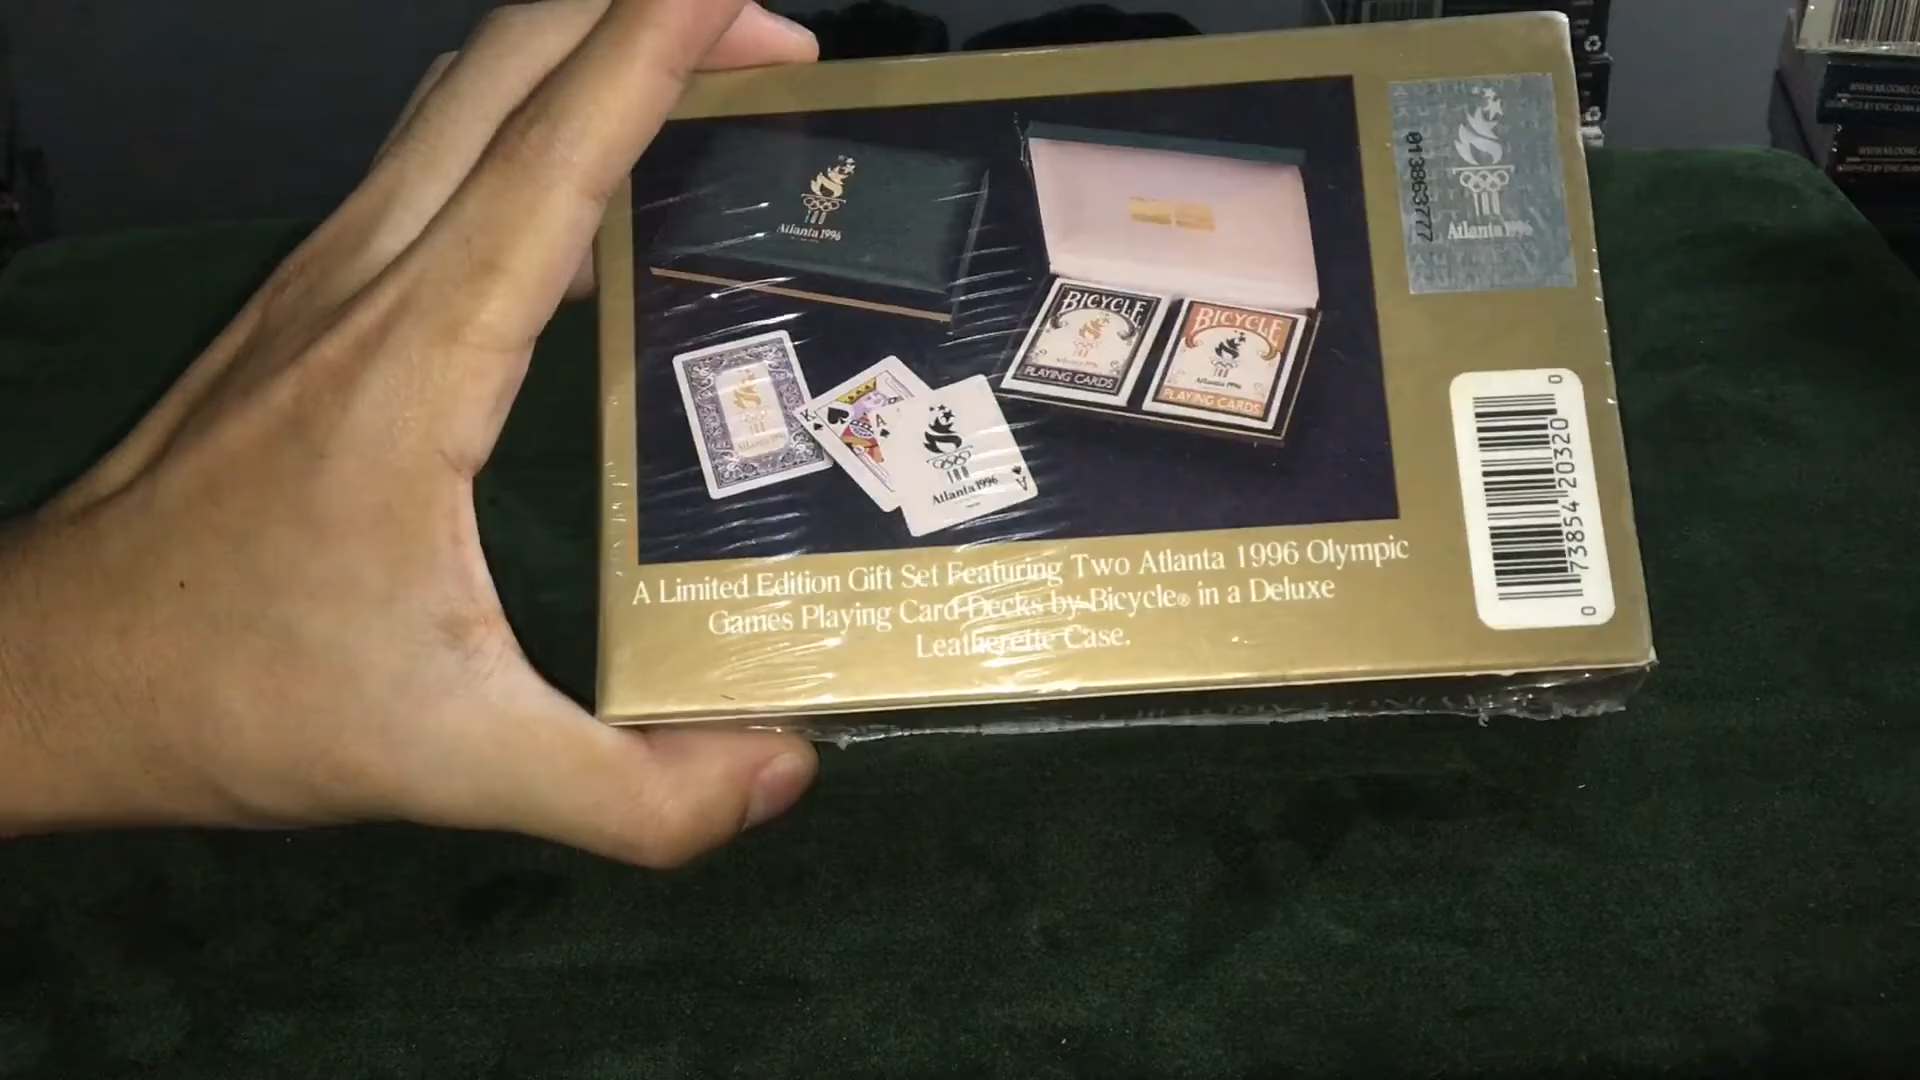 Atlanta 1996
BICYCLE
Atlanta 1996
PLAYING CARDS
BICYCLE
Atlanta 1996
PLAYING CARDS
K
A
Atlanta 1996
A
A Limited Edition Gift Set Featuring Two Atlanta 1996 Olympic
Games Playing Card Decks by Bicycle® in a Deluxe
Leatherette Case.
013863777
Atlanta 1996
0 73854 20320 0